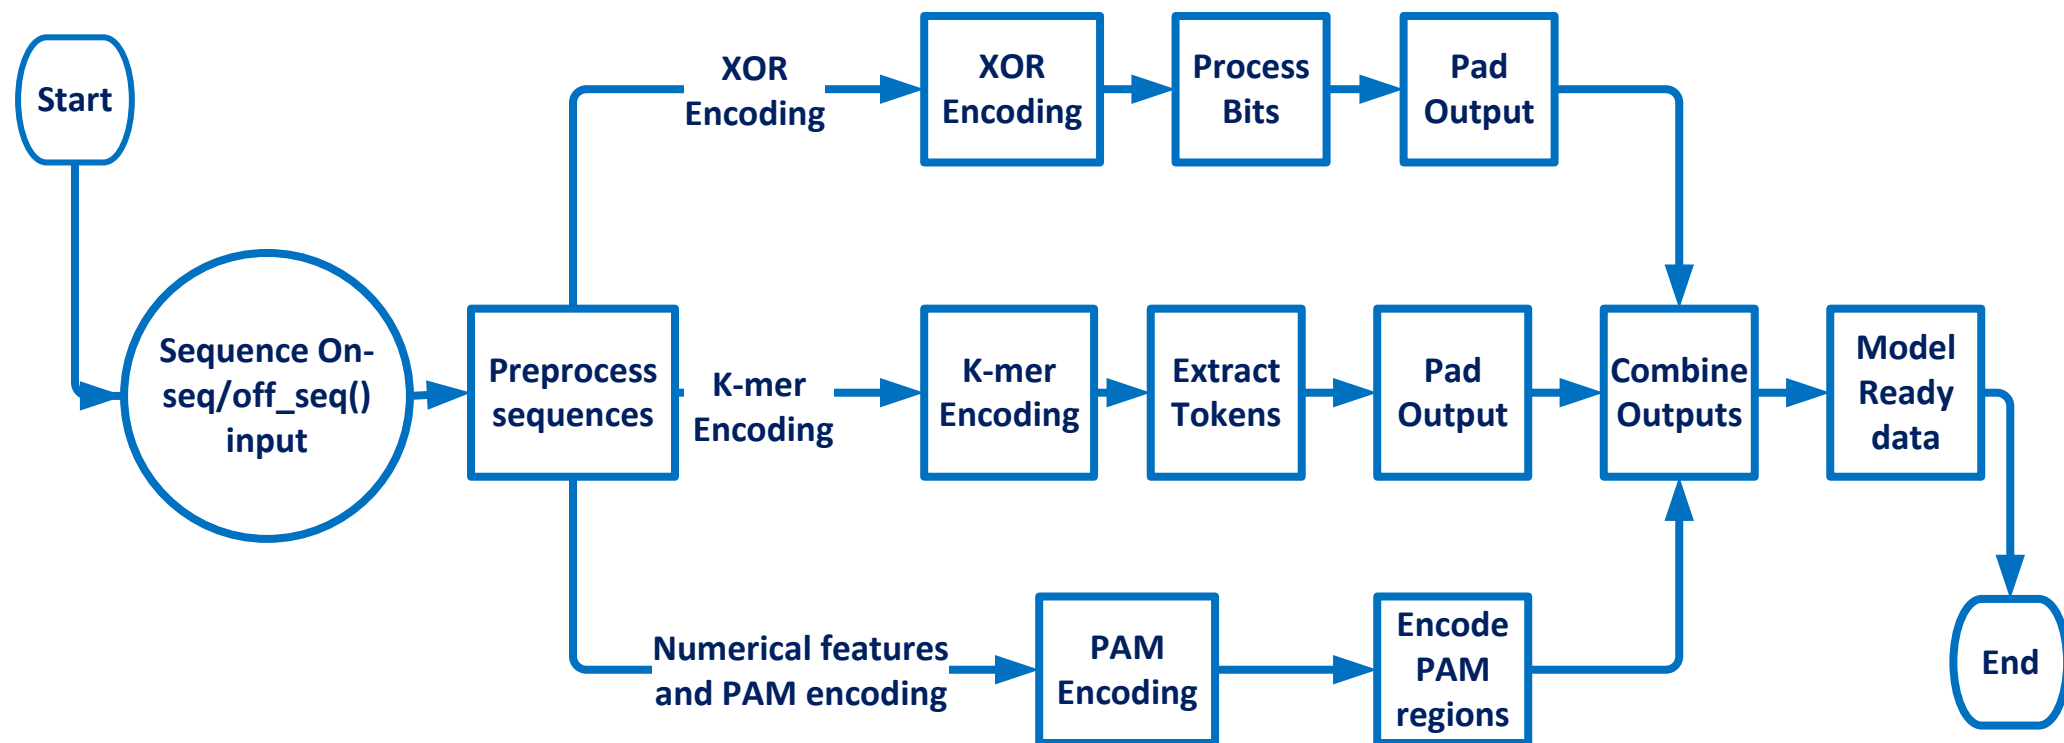 Start
Sequence On-
seq/off_seq()
input
Preprocess
sequences
XOR
Encoding
XOR
Encoding
Process
Bits
Pad
Output
K-mer
Encoding
K-mer
Encoding
Extract
Tokens
Pad
Output
Numerical features
and PAM encoding
PAM
Encoding
Encode
PAM
regions
Combine
Outputs
Model
Ready
data
End